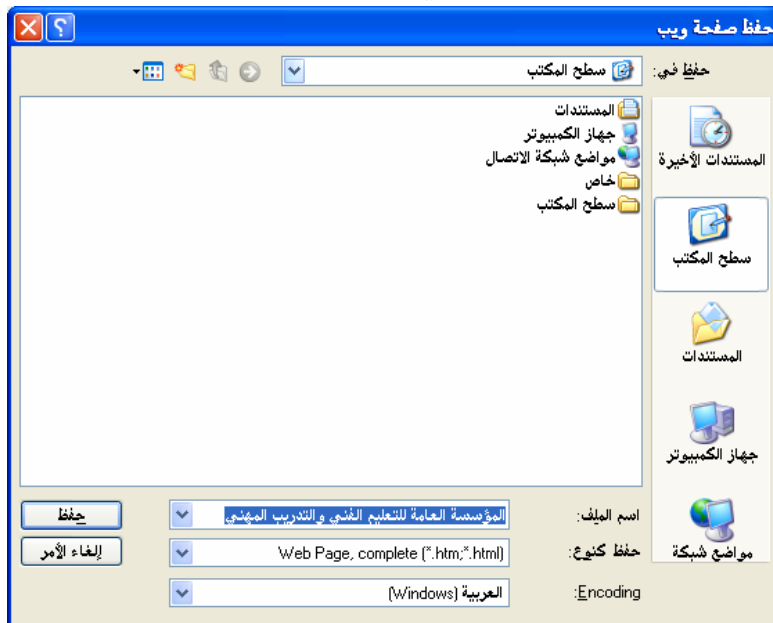 حفظ صفحة ويب
حفظ في:
سطح المكتب
المستندات الأخيرة
سطح المكتب
المستندات
جهاز الكمبيوتر
مواضع شبكة
المستندات
جهاز الكمبيوتر
مواضع شبكة الاتصال
خاص
سطح المكتب
اسم الملف:
المؤسسة العامة للتعليم الفني والتدريب المهني
حفظ
حفظ كنوع:
Web Page, complete (*.htm;*.html)
إلغاء الأمر
Encoding:
العربية (Windows)